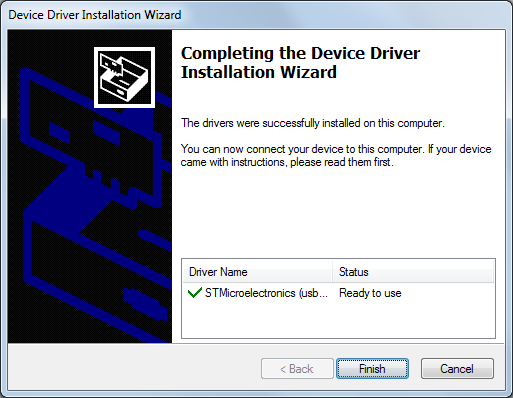 Device Driver Installation Wizard
Completing the Device Driver
Installation Wizard
The drivers were successfully installed on this computer.
You can now connect your device to this computer. If your device
came with instructions, please read them first.
Driver Name Status
STMicroelectronics (usb... Ready to use
< Back Finish Cancel